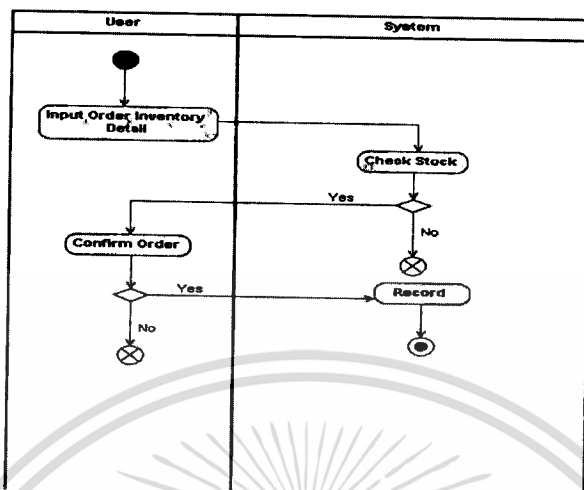 User
System
Input Order Inventory
Detail
Check Stock
Yes
No
Confirm Order
Yes
Record
No